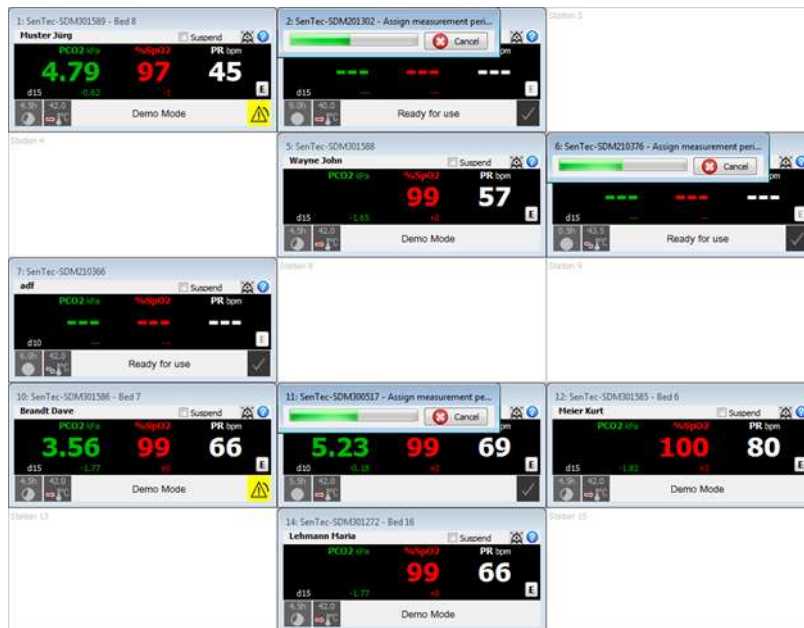 1: SenTec-SDM301589 - Bed 8
Muster Jürg Suspend
PCO2 kPa %SpO2 PR bpm
4.79 97 45
d15 -0.62 -1 E
4.5h 42.0 °C Demo Mode
2: SenTec-SDM201302 - Assign measurement peri...
Cancel
--- --- ---
d15 --- --- E
8.0h 40.0 °C Ready for use
Station 3
Station 4
5: SenTec-SDM301588
Wayne John Suspend
PCO2 kPa %SpO2 PR bpm
99 57
d15 -1.65 +0 E
4.5h 42.0 °C Demo Mode
6: SenTec-SDM210376 - Assign measurement peri...
Cancel
--- --- ---
d15 --- --- E
0.5h 43.5 °C Ready for use
7: SenTec-SDM210366
adf Suspend
PCO2 kPa %SpO2 PR bpm
--- --- ---
d10 --- --- E
6.0h 42.0 °C Ready for use
Station 8
Station 9
10: SenTec-SDM301586 - Bed 7
Brandt Dave Suspend
PCO2 kPa %SpO2 PR bpm
3.56 99 66
d15 -1.77 +0 E
4.5h 42.0 °C Demo Mode
11: SenTec-SDM300517 - Assign measurement pe...
Cancel
5.23 99 69
d10 -0.18 +0 E
5.5h 42.0 °C
12: SenTec-SDM301565 - Bed 6
Meier Kurt Suspend
PCO2 kPa %SpO2 PR bpm
100 80
d15 -1.82 +0 E
4.5h 42.0 °C Demo Mode
Station 13
14: SenTec-SDM301272 - Bed 16
Lehmann Maria Suspend
PCO2 kPa %SpO2 PR bpm
99 66
d15 -1.77 +0 E
4.5h 42.0 °C Demo Mode
Station 15